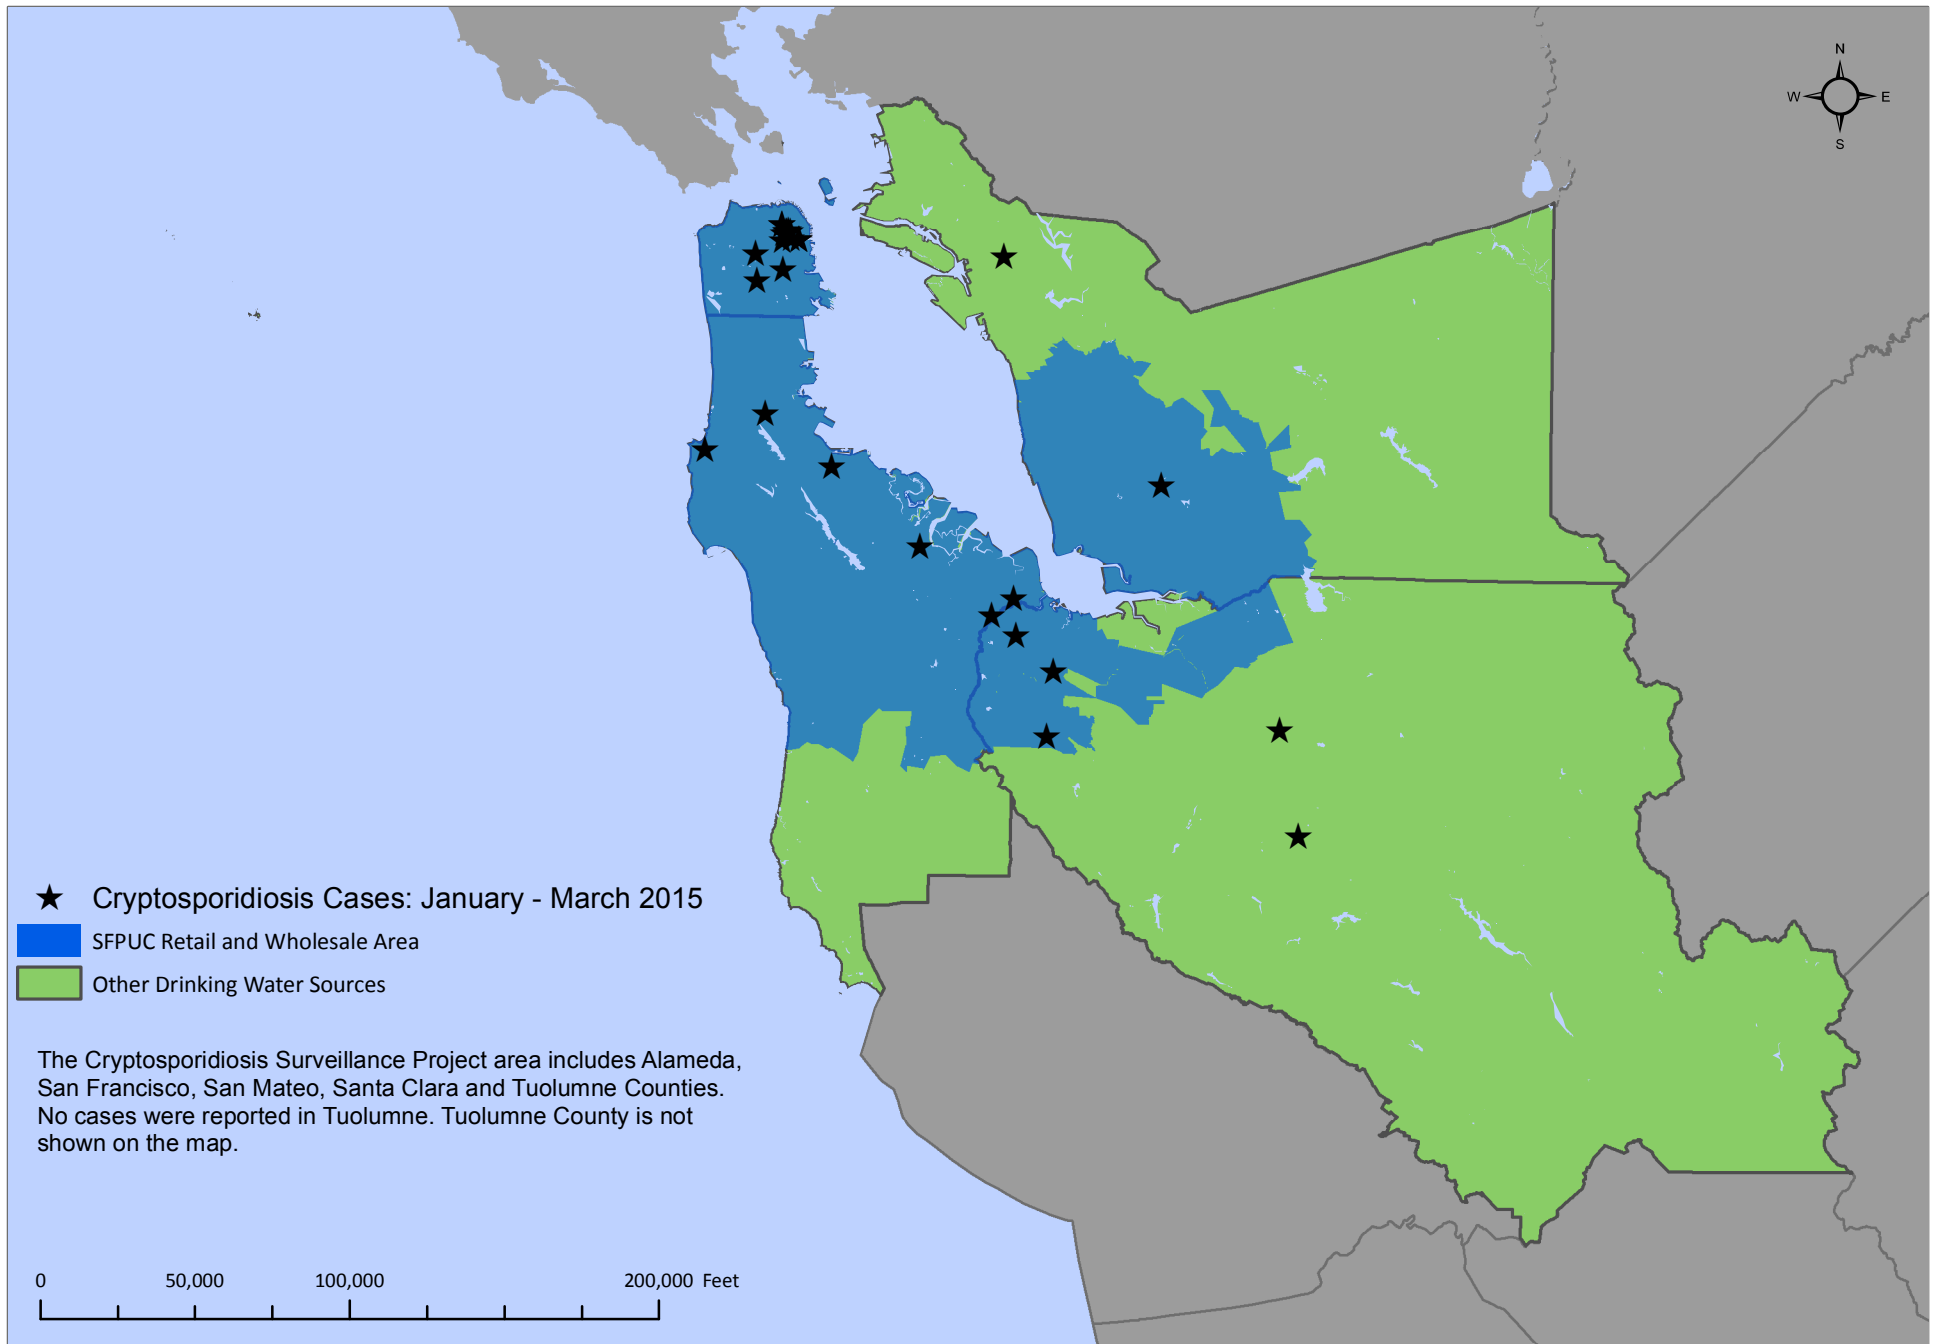 N
W E
S
★ Cryptosporidiosis Cases: January - March 2015
SFPUC Retail and Wholesale Area
Other Drinking Water Sources
The Cryptosporidiosis Surveillance Project area includes Alameda,
San Francisco, San Mateo, Santa Clara and Tuolumne Counties.
No cases were reported in Tuolumne. Tuolumne County is not
shown on the map.
0 50,000 100,000 200,000 Feet